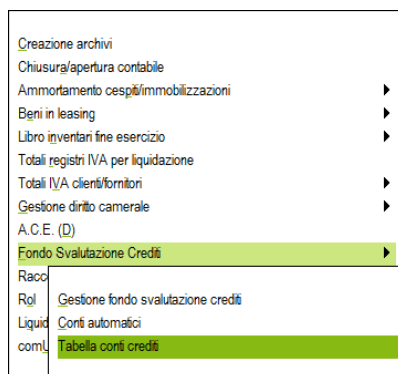 Creazione archivi
Chiusura/apertura contabile
Ammortamento cespiti/immobilizzazioni
Beni in leasing
Libro inventari fine esercizio
Totali registri IVA per liquidazione
Totali IVA clienti/fornitori
Gestione diritto camerale
A.C.E. (D)
Fondo Svalutazione Crediti
Racc
Rol
Gestione fondo svalutazione crediti
Liquid
Conti automatici
com
Tabella conti crediti